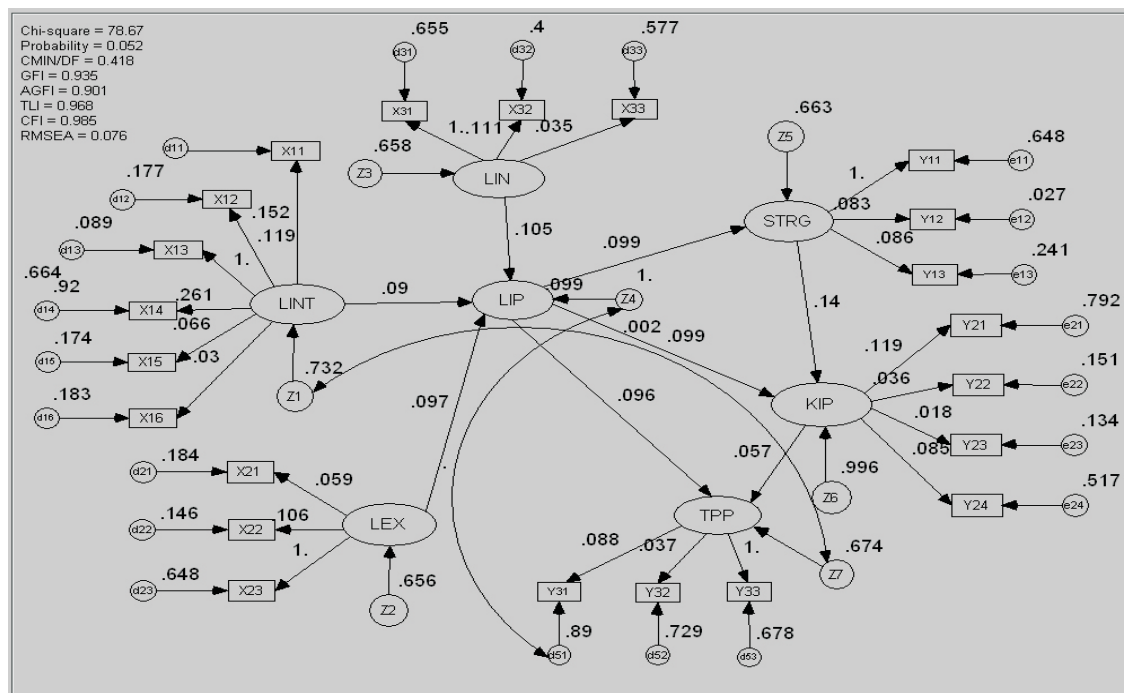 Chi-square = 78.67
Probability = 0.052
CMIN/DF = 0.418
GFI = 0.935
AGFI = 0.901
TLI = 0.968
CFI = 0.985
RMSEA = 0.076
.655
.4
.577
d31
d32
d33
X31
X32
X33
1.
.111
.035
.658
Z3
LIN
.105
.663
Z5
STRG
.648
1.
Y11
e11
.083
.027
Y12
e12
.086
.241
Y13
e13
d11
X11
.177
d12
X12
.152
.089
.119
d13
X13
1.
.664
.92
d14
X14
.261
.066
.174
d15
X15
.03
.183
d16
X16
LINT
.09
.732
Z1
LIP
.099
.099
1.
Z4
.002
.099
.14
.097
.096
.792
.119
Y21
e21
.036
.151
Y22
e22
KIP
.018
.134
Y23
e23
.085
.517
Y24
e24
.996
Z6
.057
.184
d21
X21
.059
.146
d22
X22
.106
1.
.648
d23
X23
LEX
.656
Z2
TPP
.088
.037
1.
.674
Z7
Y31
Y32
Y33
.89
.729
.678
d51
d52
d53